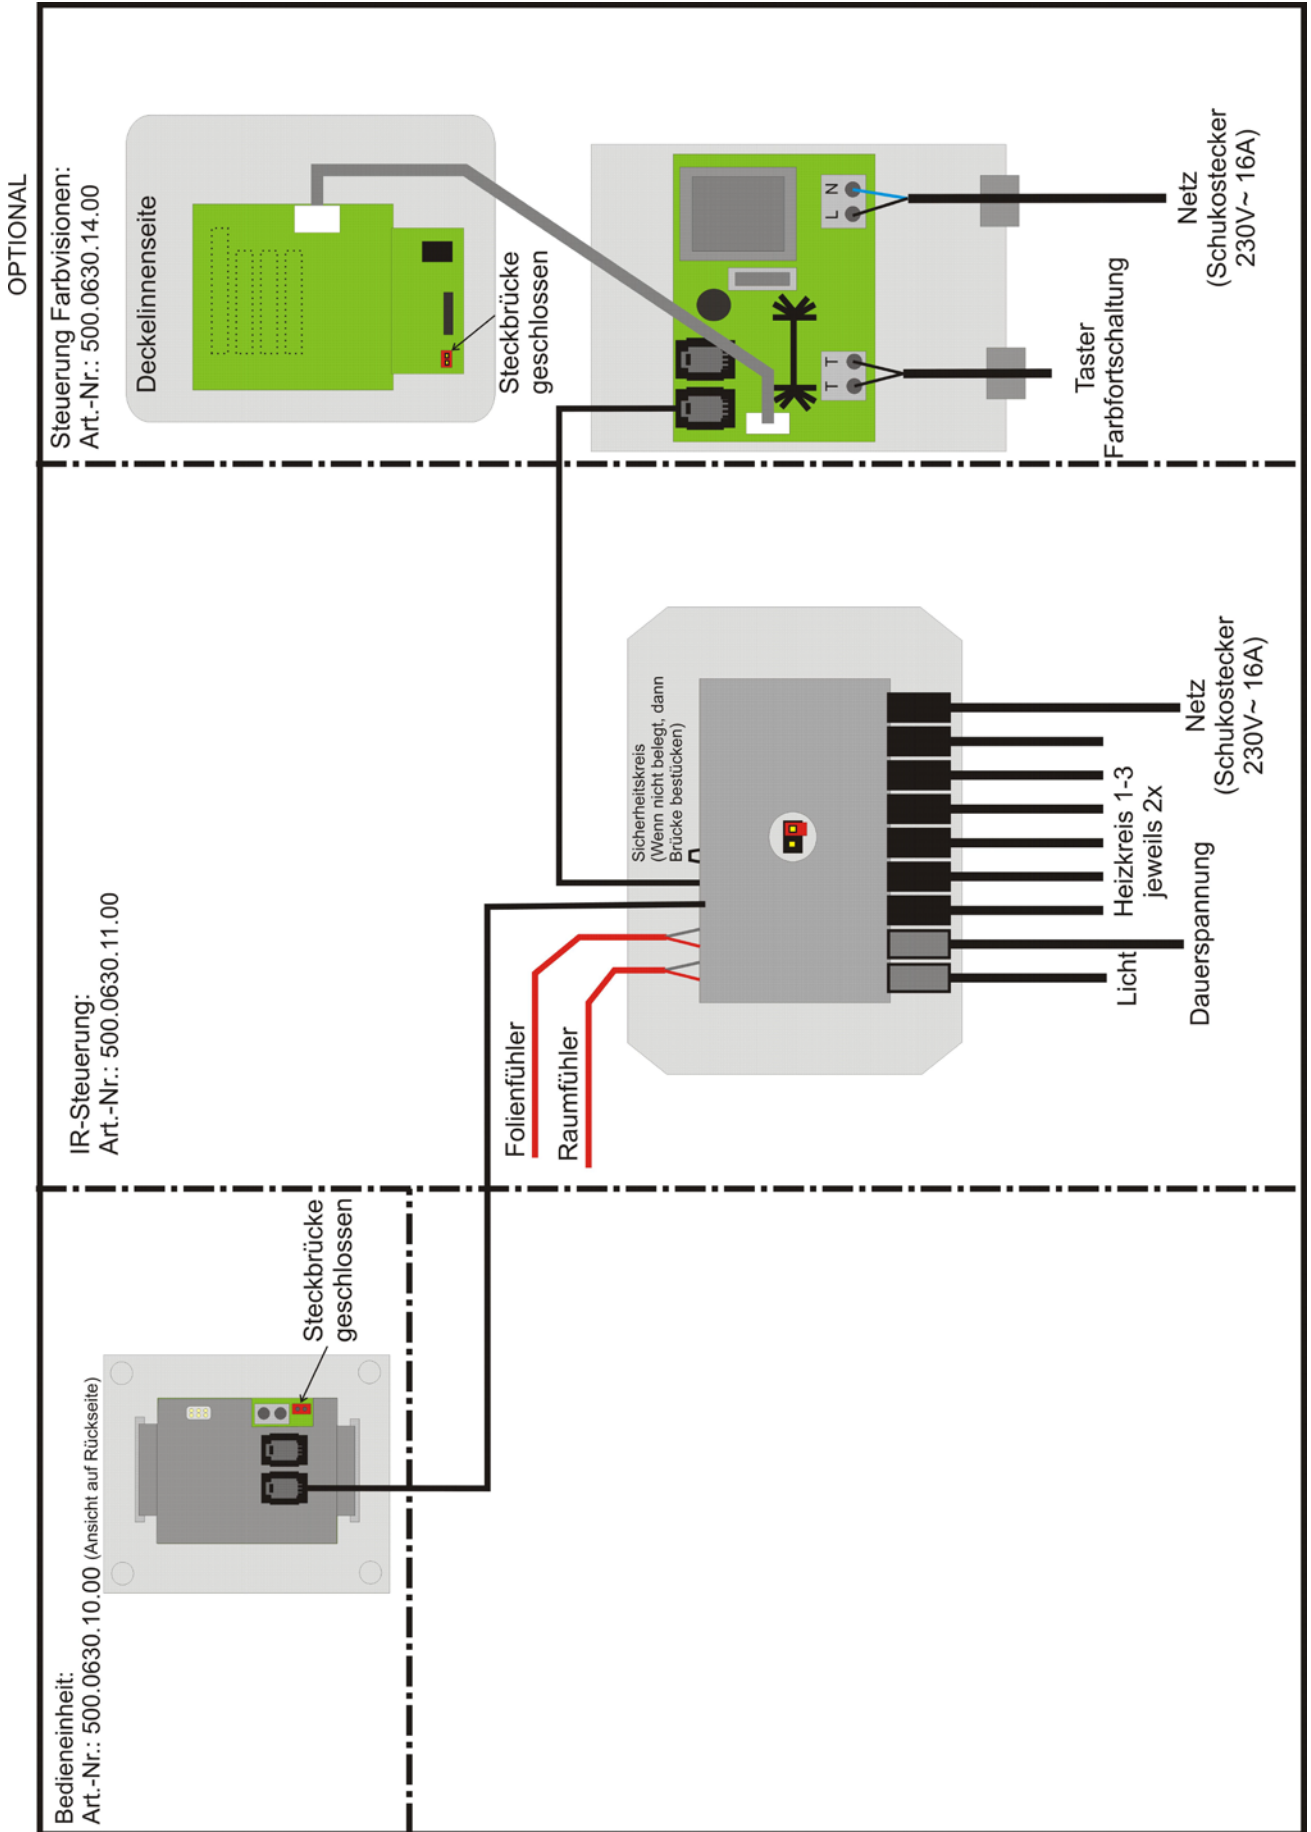 Bedieneinheit:
Art.-Nr.: 500.0630.10.00 (Ansicht auf Rückseite)
Steckbrücke
geschlossen
IR-Steuerung:
Art.-Nr.: 500.0630.11.00
Folienfühler
Raumfühler
Sicherheitskreis
(Wenn nicht belegt, dann
Brücke bestücken)
Licht
Dauerspannung
Heizkreis 1-3
jeweils 2x
Netz
(Schukostecker
230V~ 16A)
OPTIONAL
Steuerung Farbvisionen:
Art.-Nr.: 500.0630.14.00
Deckelinnenseite
Steckbrücke
geschlossen
T T
L N
Taster
Farbfortschaltung
Netz
(Schukostecker
230V~ 16A)